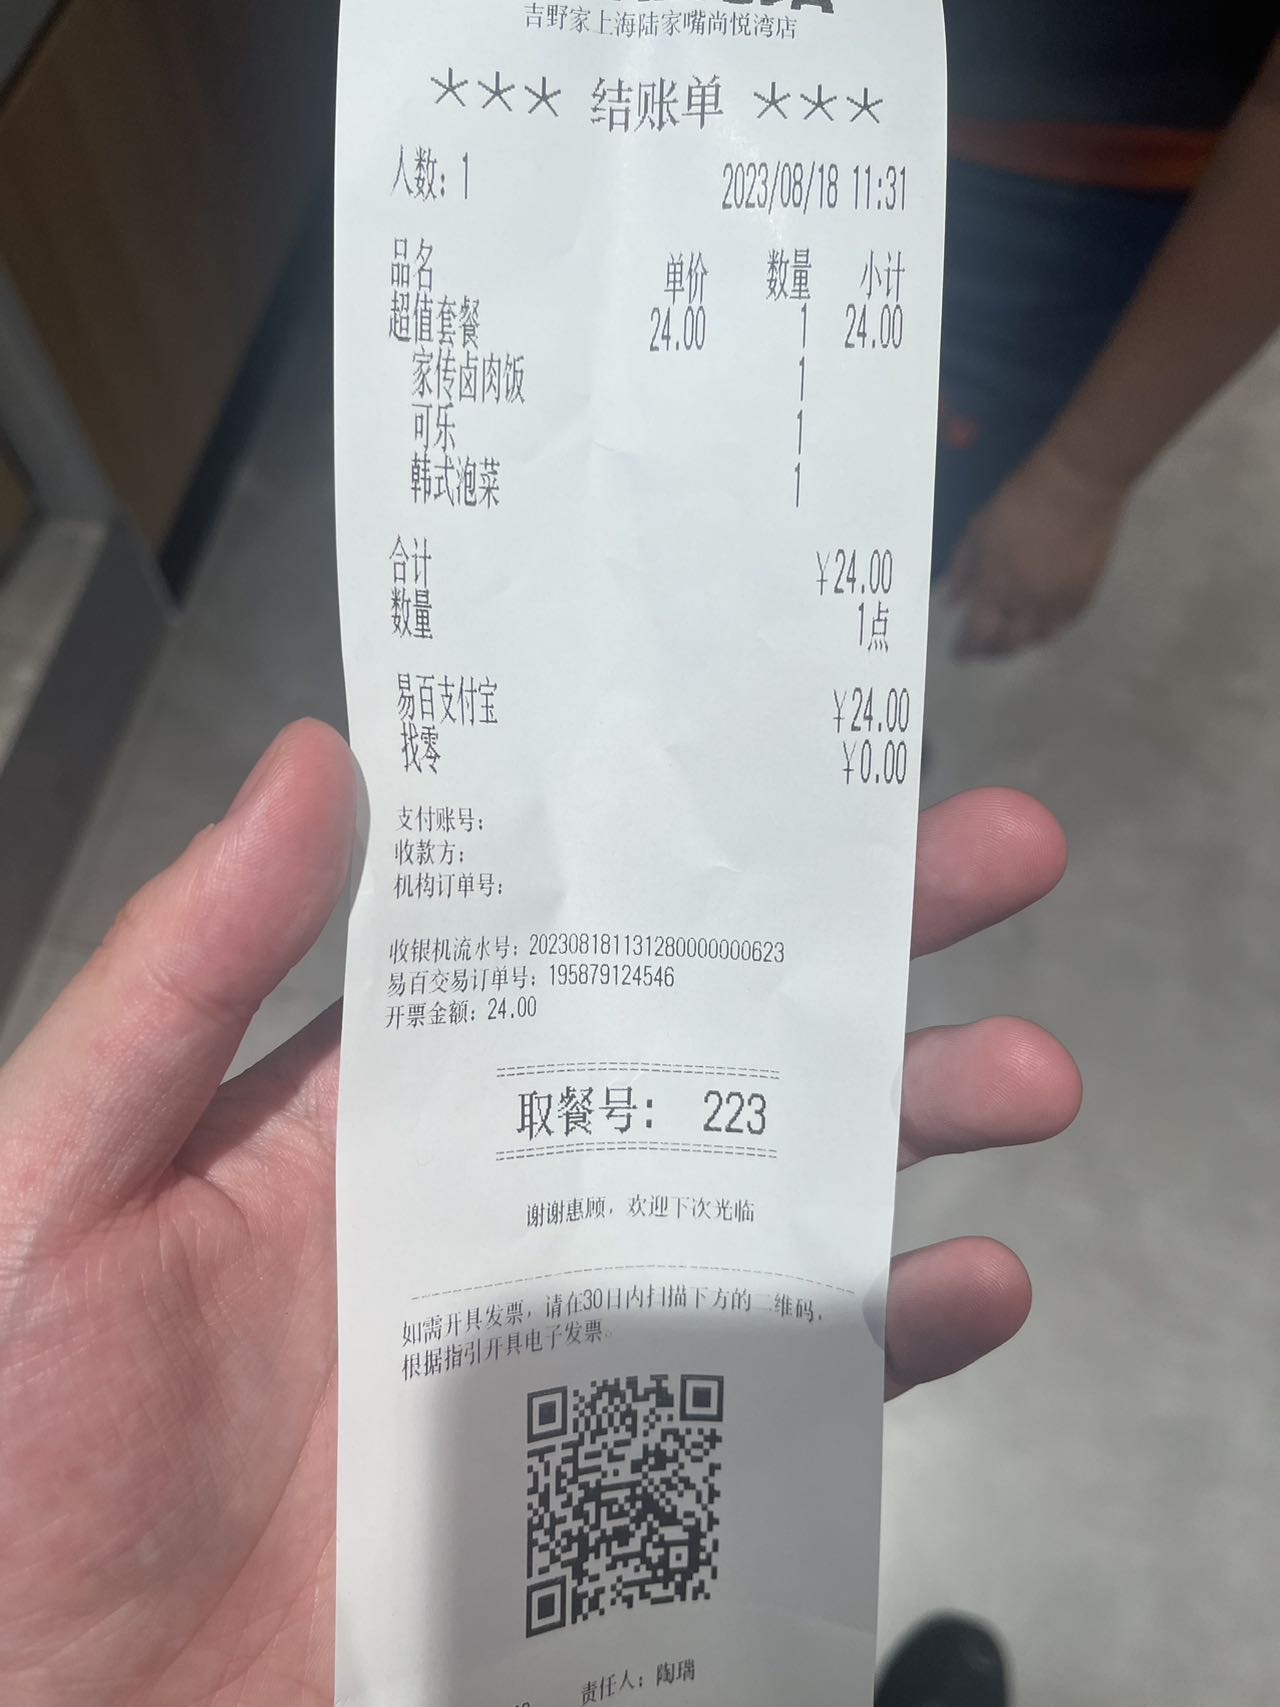 吉野家上海陆家嘴尚悦湾店
*** 结账单 ***
人数: 1 2023/08/18 11:31
品名 单价 数量 小计
超值套餐 24.00 1 24.00
家传卤肉饭 1
可乐 1
韩式泡菜 1
合计 ¥24.00
数量 1点
易百支付宝 ¥24.00
找零 ¥0.00
支付账号:
收款方:
机构订单号:
收银机流水号: 202308181131280000000623
易百交易订单号: 195879124546
开票金额: 24.00
取餐号: 223
谢谢惠顾, 欢迎下次光临
如需开具发票, 请在30日内扫描下方的二维码,
根据指引开具电子发票。
责任人: 陶瑞